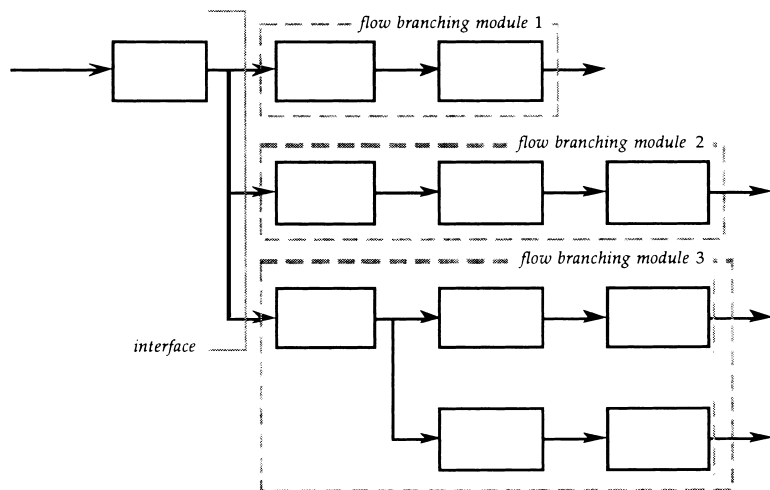 flow branching module 1
flow branching module 2
flow branching module 3
interface